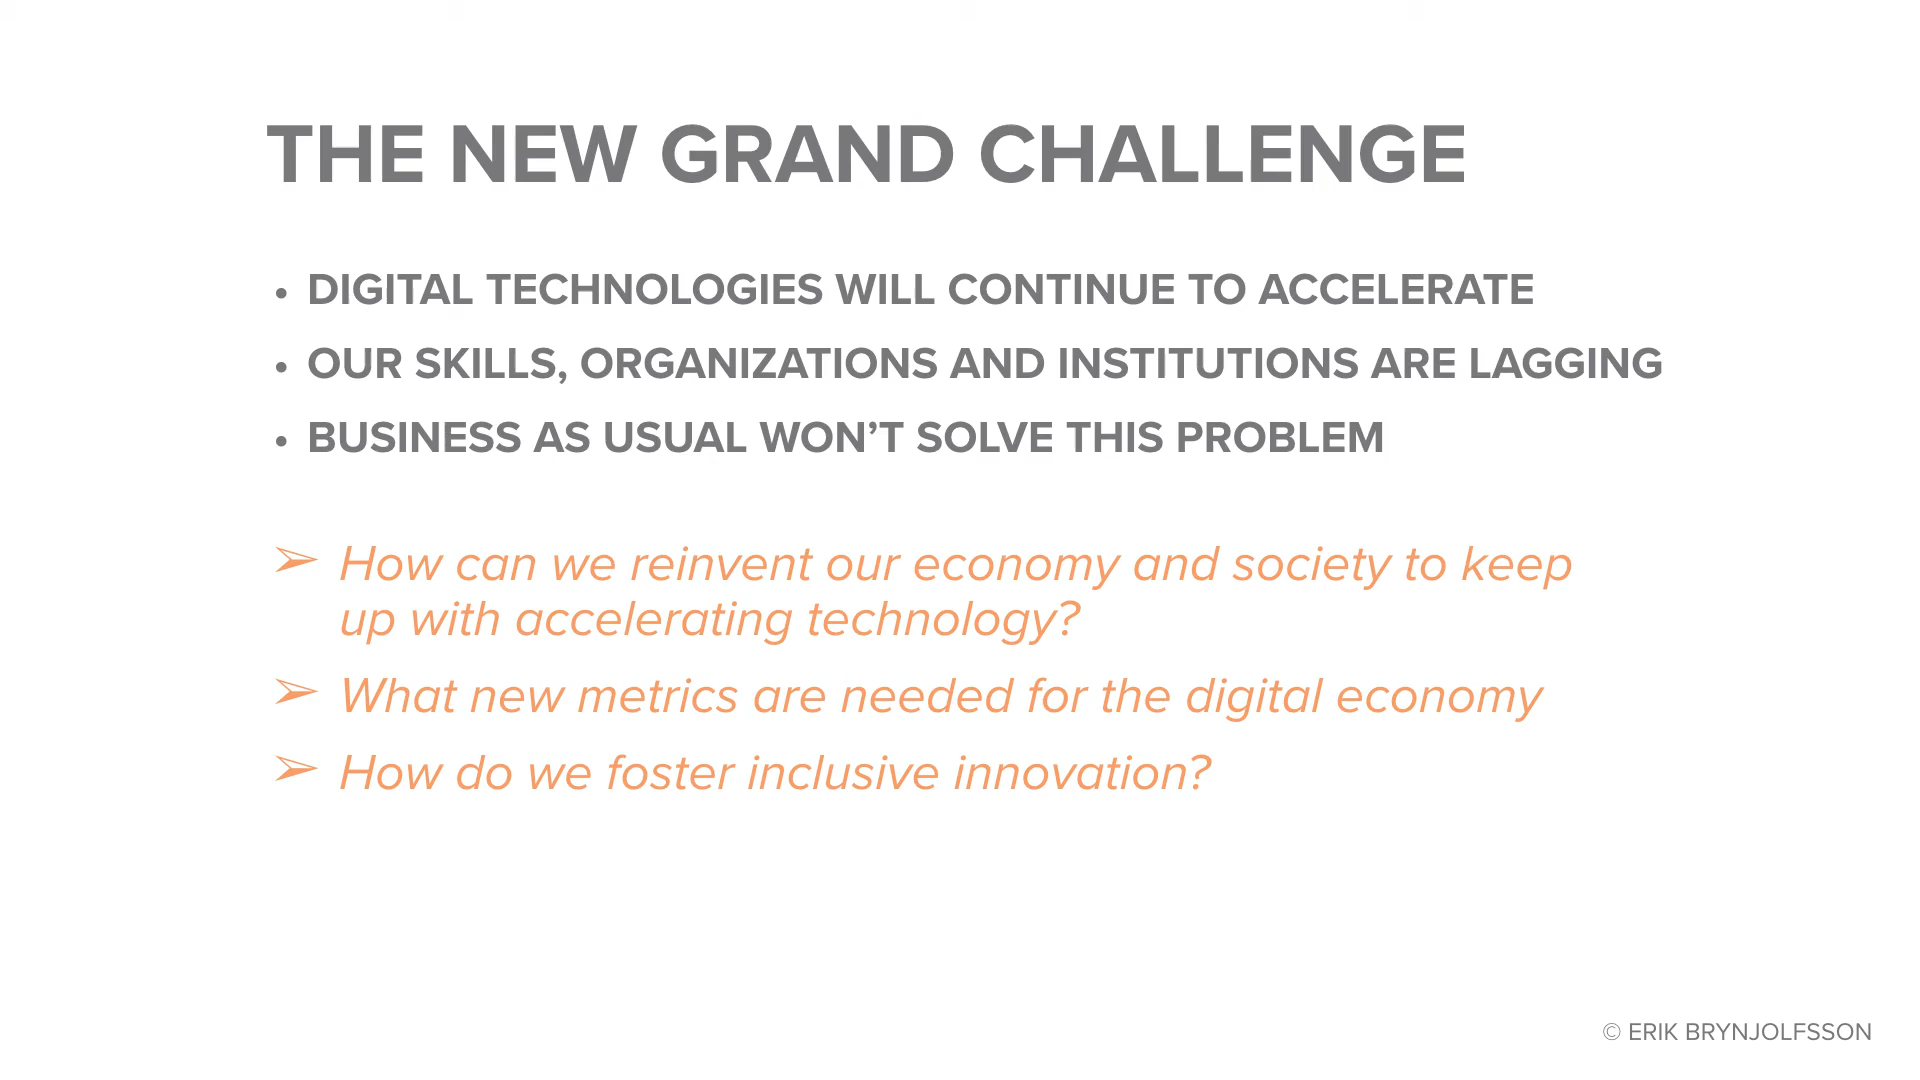 THE NEW GRAND CHALLENGE
• DIGITAL TECHNOLOGIES WILL CONTINUE TO ACCELERATE
• OUR SKILLS, ORGANIZATIONS AND INSTITUTIONS ARE LAGGING
• BUSINESS AS USUAL WON’T SOLVE THIS PROBLEM
➢ How can we reinvent our economy and society to keep
up with accelerating technology?
➢ What new metrics are needed for the digital economy
➢ How do we foster inclusive innovation?
© ERIK BRYNJOLFSSON